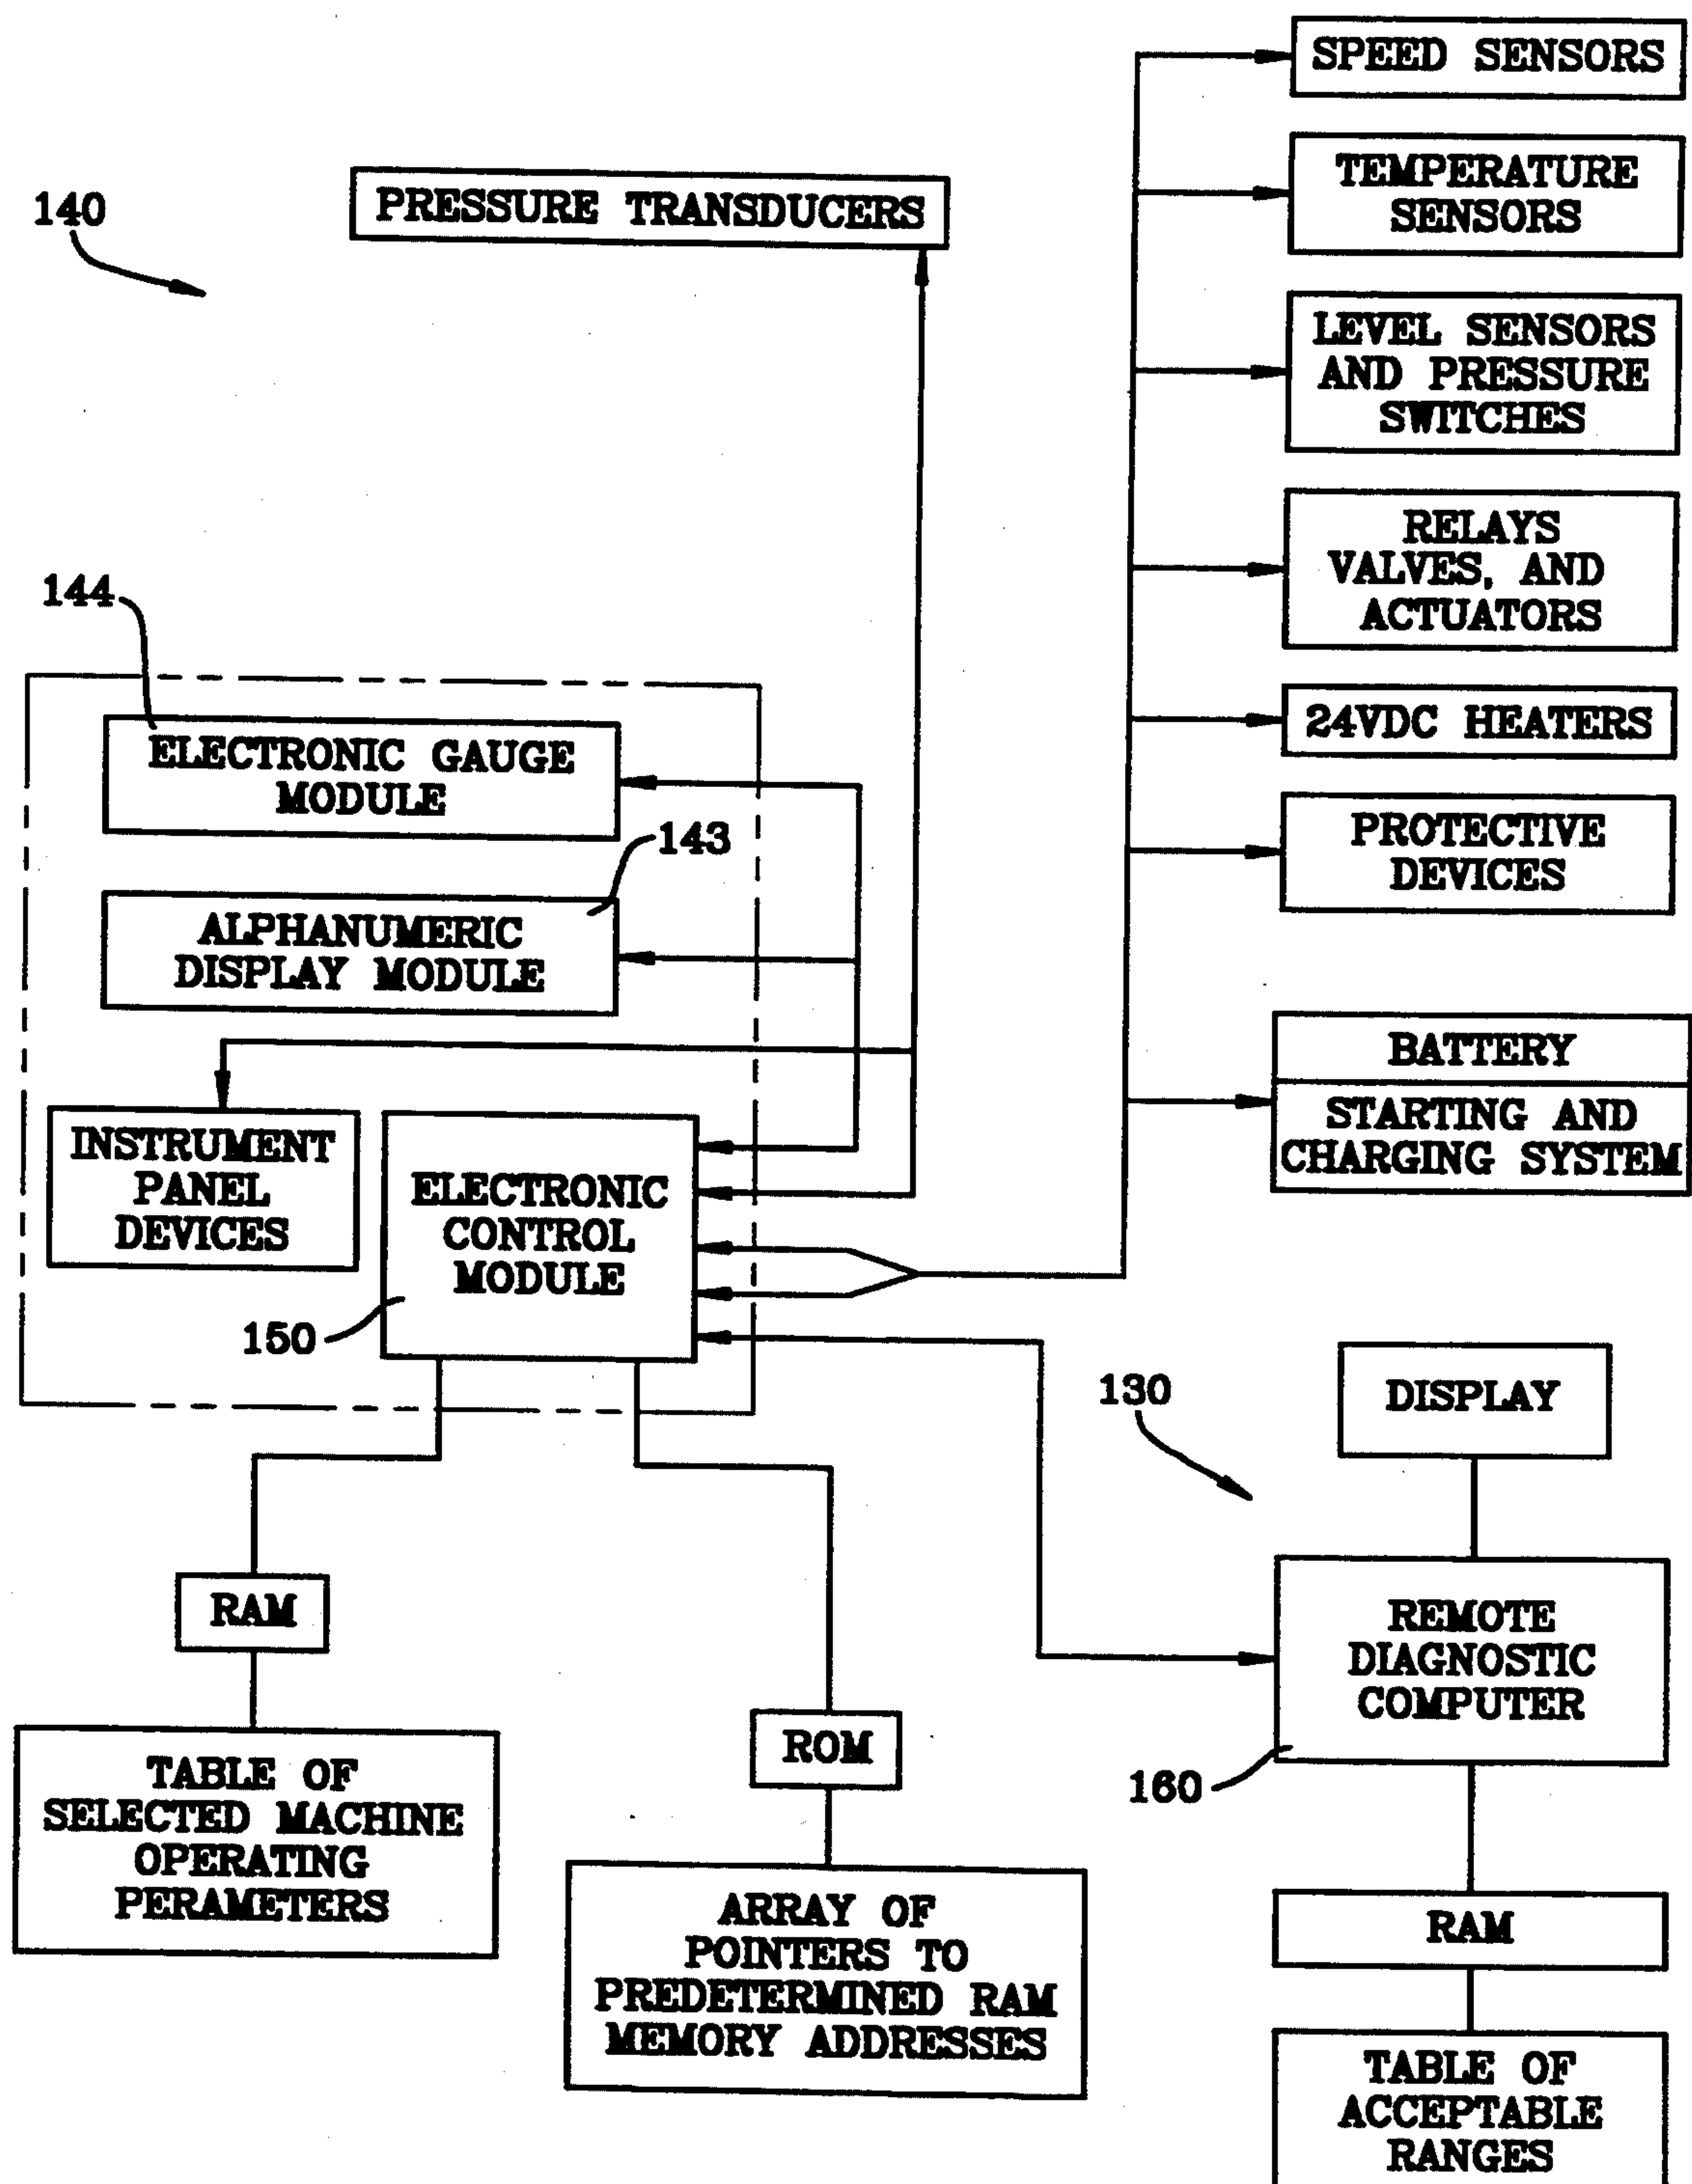 SPEED SENSORS
TEMPERATURE
SENSORS
140
PRESSURE TRANSDUCERS
LEVEL SENSORS
AND PRESSURE
SWITCHES
RELAYS
VALVES, AND
ACTUATORS
144
24VDC HEATERS
ELECTRONIC GAUGE
MODULE
143
PROTECTIVE
DEVICES
ALPHANUMERIC
DISPLAY MODULE
BATTERY
STARTING AND
CHARGING SYSTEM
INSTRUMENT
PANEL
DEVICES
ELECTRONIC
CONTROL
MODULE
150
130
DISPLAY
RAM
REMOTE
DIAGNOSTIC
COMPUTER
160
ROM
TABLE OF
SELECTED MACHINE
OPERATING
PERAMETERS
ARRAY OF
POINTERS TO
PREDETERMINED RAM
MEMORY ADDRESSES
RAM
TABLE OF
ACCEPTABLE
RANGES